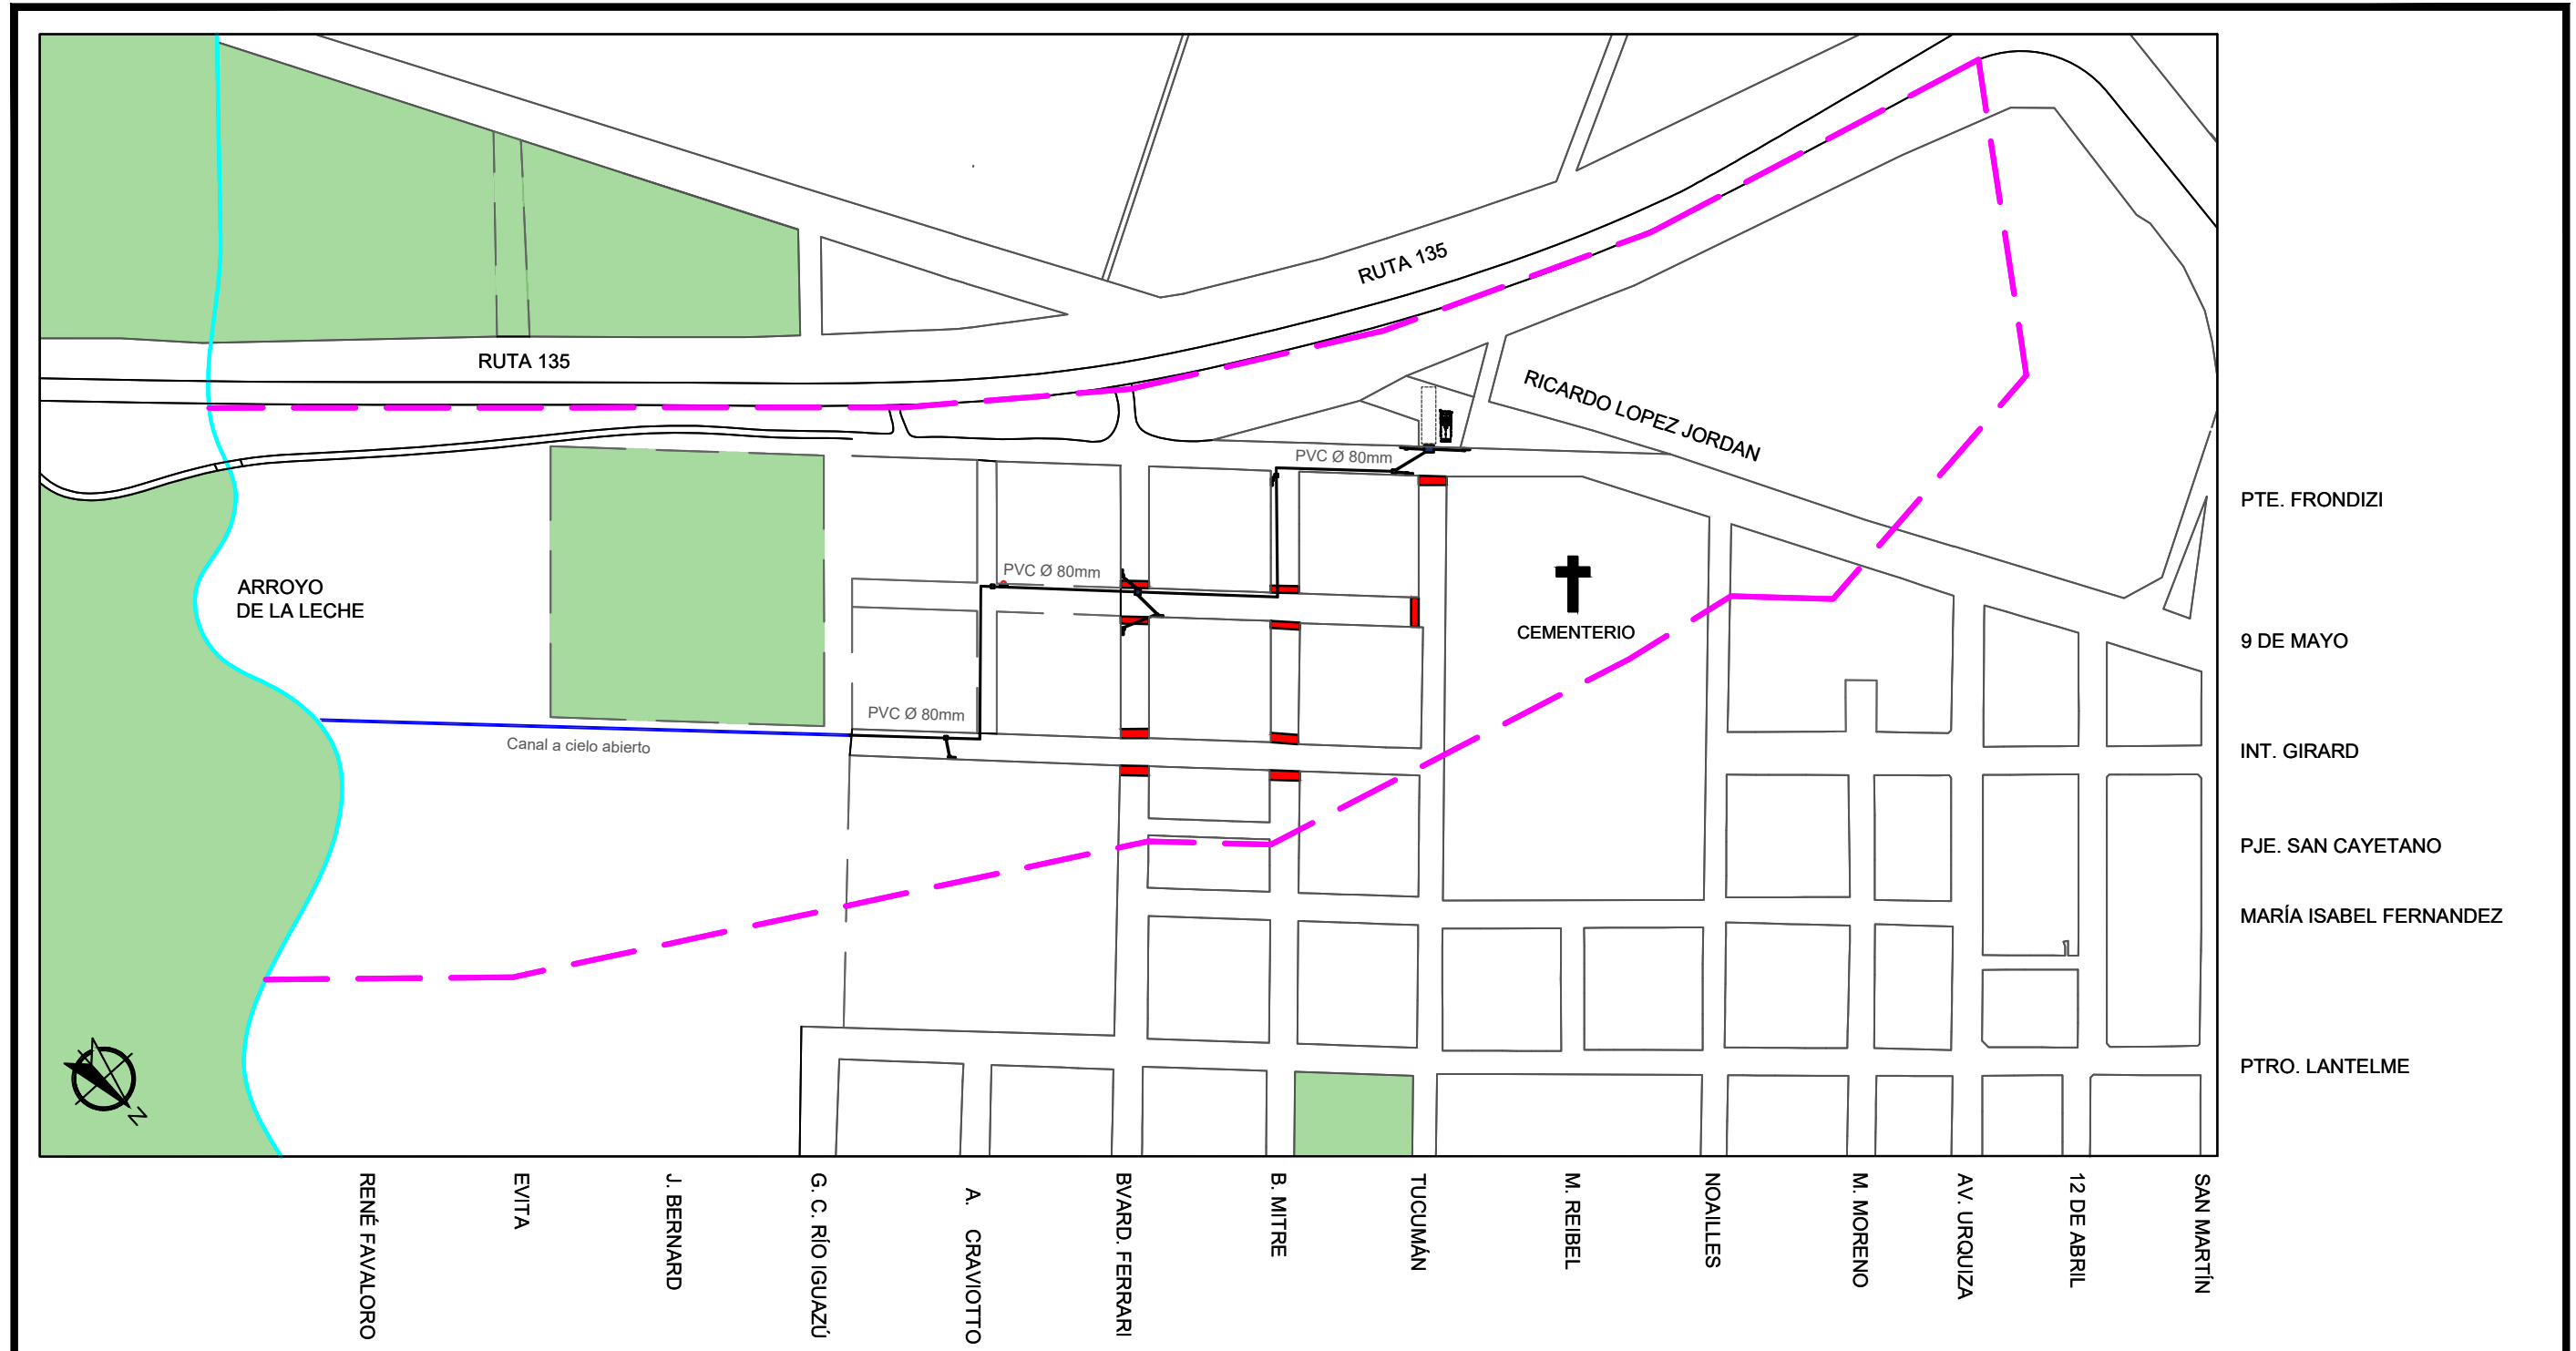 RUTA 135
RUTA 135
RICARDO LOPEZ JORDAN
PVC Ø 80mm
PTE. FRONDIZI
PVC Ø 80mm
ARROYO
DE LA LECHE
CEMENTERIO
9 DE MAYO
PVC Ø 80mm
Canal a cielo abierto
INT. GIRARD
PJE. SAN CAYETANO
MARÍA ISABEL FERNANDEZ
PTRO. LANTELME
N
RENÉ FAVALORO
EVITA
J. BERNARD
G. C. RÍO IGUAZÚ
A. CRAVIOTTO
BVARD. FERRARI
B. MITRE
TUCUMÁN
M. REIBEL
NOAILLES
M. MORENO
AV. URQUIZA
12 DE ABRIL
SAN MARTÍN